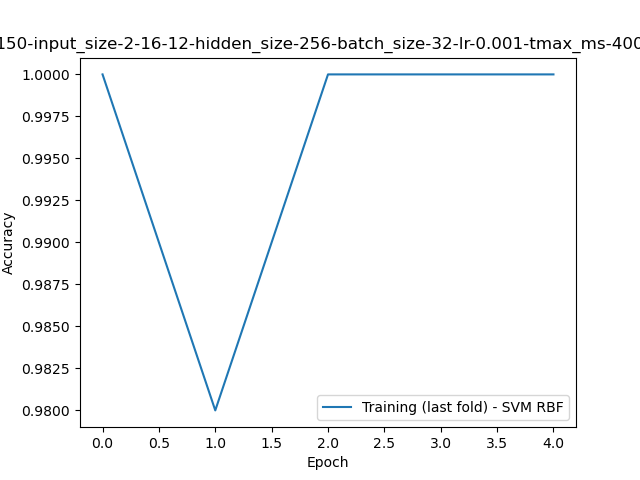 150-input_size-2-16-12-hidden_size-256-batch_size-32-lr-0.001-tmax_ms-400
1.0000
0.9975
0.9950
0.9925
0.9900
0.9875
0.9850
0.9825
0.9800
Accuracy
Training (last fold) - SVM RBF
0.0 0.5 1.0 1.5 2.0 2.5 3.0 3.5 4.0
Epoch